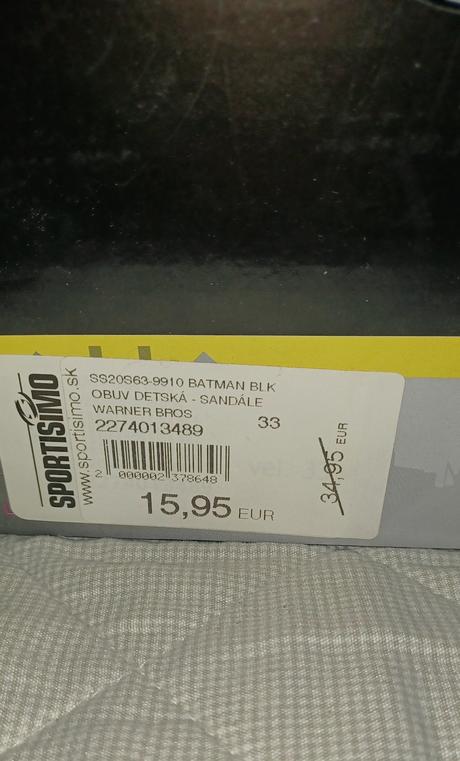 SPORTISIMO
www.sportisimo.sk
SS20S63-9910 BATMAN BLK
OBUV DETSKÁ - SANDÁLE
WARNER BROS
33
2274013489
2 000002 378648
15,95 EUR
34,95 EUR